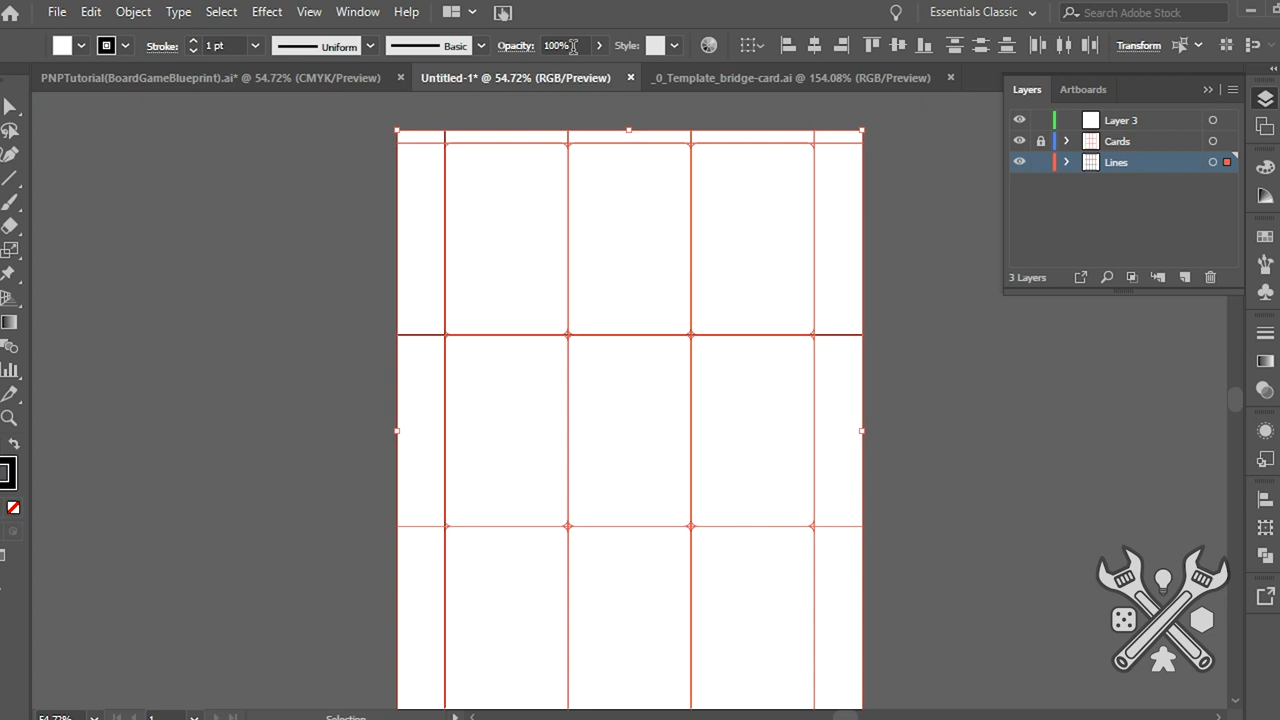 File Edit Object Type Select Effect View Window Help Essentials Classic Search Adobe Stock
Stroke: 1 pt Uniform Basic Opacity: 100% Style: Transform
PNPTutorial(BoardGameBlueprint).ai* @ 54.72% (CMYK/Preview) Untitled-1* @ 54.72% (RGB/Preview) _0_Template_bridge-card.ai @ 154.08% (RGB/Preview)
Layers Artboards
Layer 3
Cards
Lines
3 Layers
54.72% 1 Selection